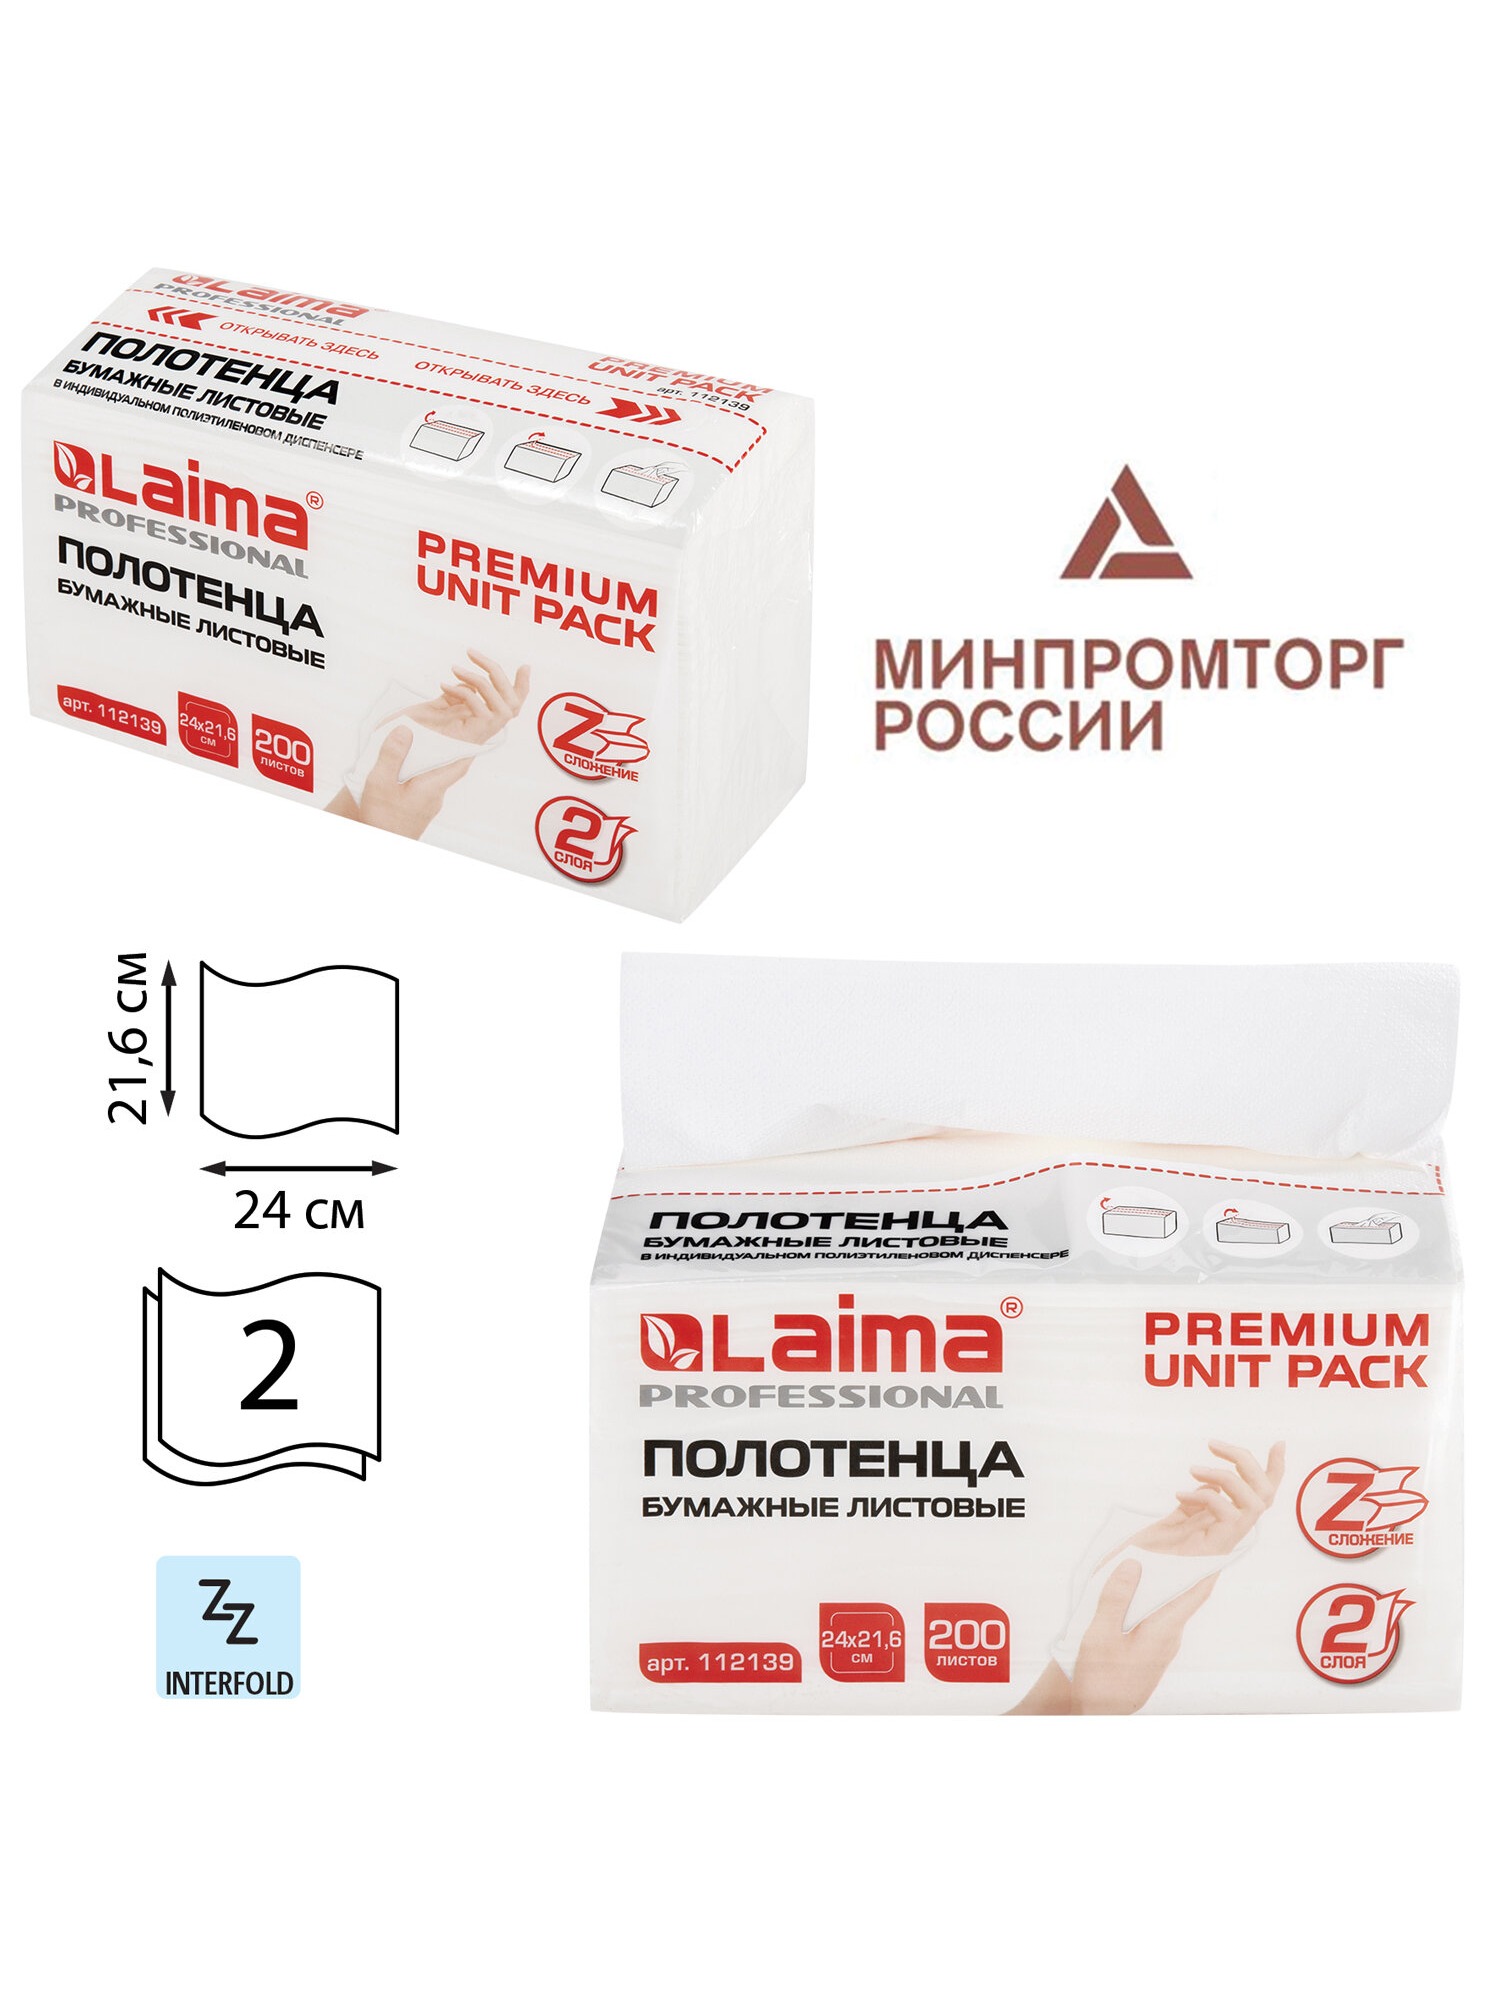 Laima®
PROFESSIONAL
ОТКРЫВАТЬ ЗДЕСЬ
ОТКРЫВАТЬ ЗДЕСЬ
PREMIUM
UNIT PACK
арт. 112139
ПОЛОТЕНЦА
БУМАЖНЫЕ ЛИСТОВЫЕ
В ИНДИВИДУАЛЬНОМ ПОЛИЭТИЛЕНОВОМ ДИСПЕНСЕРЕ
Laima®
PROFESSIONAL
ПОЛОТЕНЦА
БУМАЖНЫЕ ЛИСТОВЫЕ
PREMIUM
UNIT PACK
арт. 112139
24x21,6
см
200
листов
Z
СЛОЖЕНИЕ
2
СЛОЯ
МИНПРОМТОРГ
РОССИИ
21,6 см
24 см
2
ZZ
INTERFOLD
ПОЛОТЕНЦА
БУМАЖНЫЕ ЛИСТОВЫЕ
В ИНДИВИДУАЛЬНОМ ПОЛИЭТИЛЕНОВОМ ДИСПЕНСЕРЕ
Laima®
PROFESSIONAL
PREMIUM
UNIT PACK
ПОЛОТЕНЦА
БУМАЖНЫЕ ЛИСТОВЫЕ
арт. 112139
24x21,6
см
200
листов
Z
СЛОЖЕНИЕ
2
СЛОЯ